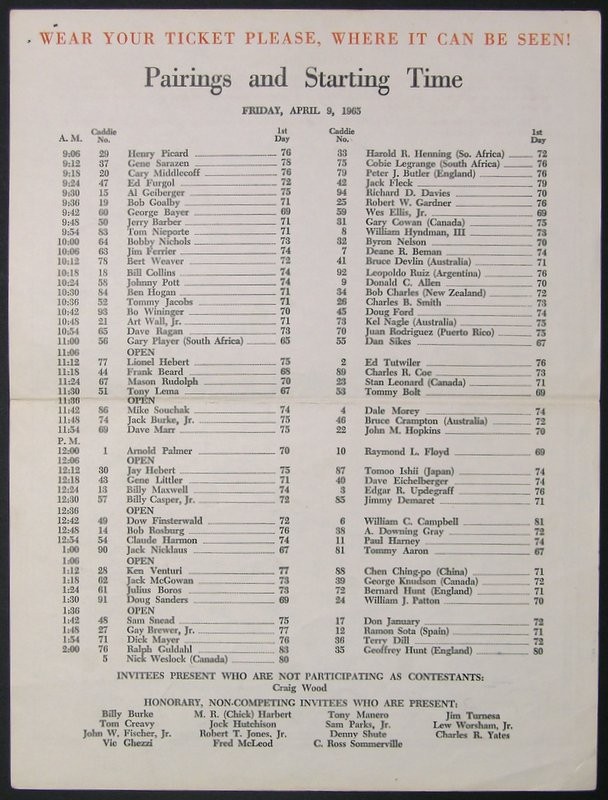 WEAR YOUR TICKET PLEASE, WHERE IT CAN BE SEEN!
Pairings and Starting Time
FRIDAY, APRIL 9, 1965
A. M. Caddie No. 1st Day Caddie No. 1st Day
9:06 29 Henry Picard 76 33 Harold R. Henning (So. Africa) 72
9:12 37 Gene Sarazen 78 75 Cobie Legrange (South Africa) 76
9:18 20 Cary Middlecoff 76 79 Peter J. Butler (England) 76
9:24 47 Ed Furgol 72 42 Jack Fleck 79
9:30 15 Al Geiberger 75 94 Richard D. Davies 70
9:36 19 Bob Goalby 71 25 Robert W. Gardner 76
9:42 60 George Bayer 69 59 Wes Ellis, Jr. 69
9:48 50 Jerry Barber 71 31 Gary Cowan (Canada) 75
9:54 83 Tom Nieporte 71 8 William Hyndman, III 73
10:00 64 Bobby Nichols 73 32 Byron Nelson 70
10:06 63 Jim Ferrier 74 7 Deane R. Beman 74
10:12 78 Bert Weaver 72 41 Bruce Devlin (Australia) 71
10:18 18 Bill Collins 74 92 Leopoldo Ruiz (Argentina) 76
10:24 58 Johnny Pott 74 9 Donald C. Allen 70
10:30 84 Ben Hogan 71 34 Bob Charles (New Zealand) 72
10:36 52 Tommy Jacobs 71 26 Charles B. Smith 73
10:42 93 Bo Wininger 70 45 Doug Ford 74
10:48 21 Art Wall, Jr. 71 73 Kel Nagle (Australia) 75
10:54 65 Dave Ragan 73 70 Juan Rodriguez (Puerto Rico) 75
11:00 56 Gary Player (South Africa) 65 55 Dan Sikes 67
11:06 OPEN
11:12 77 Lionel Hebert 75 2 Ed Tutwiler 76
11:18 44 Frank Beard 68 89 Charles R. Coe 73
11:24 67 Mason Rudolph 70 23 Stan Leonard (Canada) 71
11:30 51 Tony Lema 67 53 Tommy Bolt 69
11:36 OPEN
11:42 86 Mike Souchak 74 4 Dale Morey 74
11:48 74 Jack Burke, Jr. 75 46 Bruce Crampton (Australia) 72
11:54 69 Dave Marr 75 22 John M. Hopkins 70
P. M.
12:00 1 Arnold Palmer 70 10 Raymond L. Floyd 69
12:06 OPEN
12:12 30 Jay Hebert 75 87 Tomoo Ishii (Japan) 74
12:18 43 Gene Littler 71 40 Dave Eichelberger 74
12:24 13 Billy Maxwell 74 3 Edgar R. Updegraff 76
12:30 57 Billy Casper, Jr. 72 85 Jimmy Demaret 71
12:36 OPEN
12:42 49 Dow Finsterwald 72 6 William C. Campbell 81
12:48 14 Bob Rosburg 76 38 A. Downing Gray 72
12:54 54 Claude Harmon 74 11 Paul Harney 74
1:00 90 Jack Nicklaus 67 81 Tommy Aaron 67
1:06 OPEN
1:12 28 Ken Venturi 77 88 Chen Ching-po (China) 71
1:18 62 Jack McGowan 73 39 George Knudson (Canada) 72
1:24 61 Julius Boros 73 72 Bernard Hunt (England) 71
1:30 91 Doug Sanders 69 24 William J. Patton 70
1:36 OPEN
1:42 48 Sam Snead 75 17 Don January 72
1:48 27 Gay Brewer, Jr. 77 12 Ramon Sota (Spain) 71
1:54 71 Dick Mayer 76 36 Terry Dill 72
2:00 76 Ralph Guldahl 83 35 Geoffrey Hunt (England) 80
5 Nick Weslock (Canada) 80
INVITEES PRESENT WHO ARE NOT PARTICIPATING AS CONTESTANTS:
Craig Wood
HONORARY, NON-COMPETING INVITEES WHO ARE PRESENT:
Billy Burke M. R. (Chick) Harbert Tony Manero Jim Turnesa
Tom Creavy Jock Hutchison Sam Parks, Jr. Lew Worsham, Jr.
John W. Fischer, Jr. Robert T. Jones, Jr. Denny Shute Charles R. Yates
Vic Ghezzi Fred McLeod C. Ross Sommerville